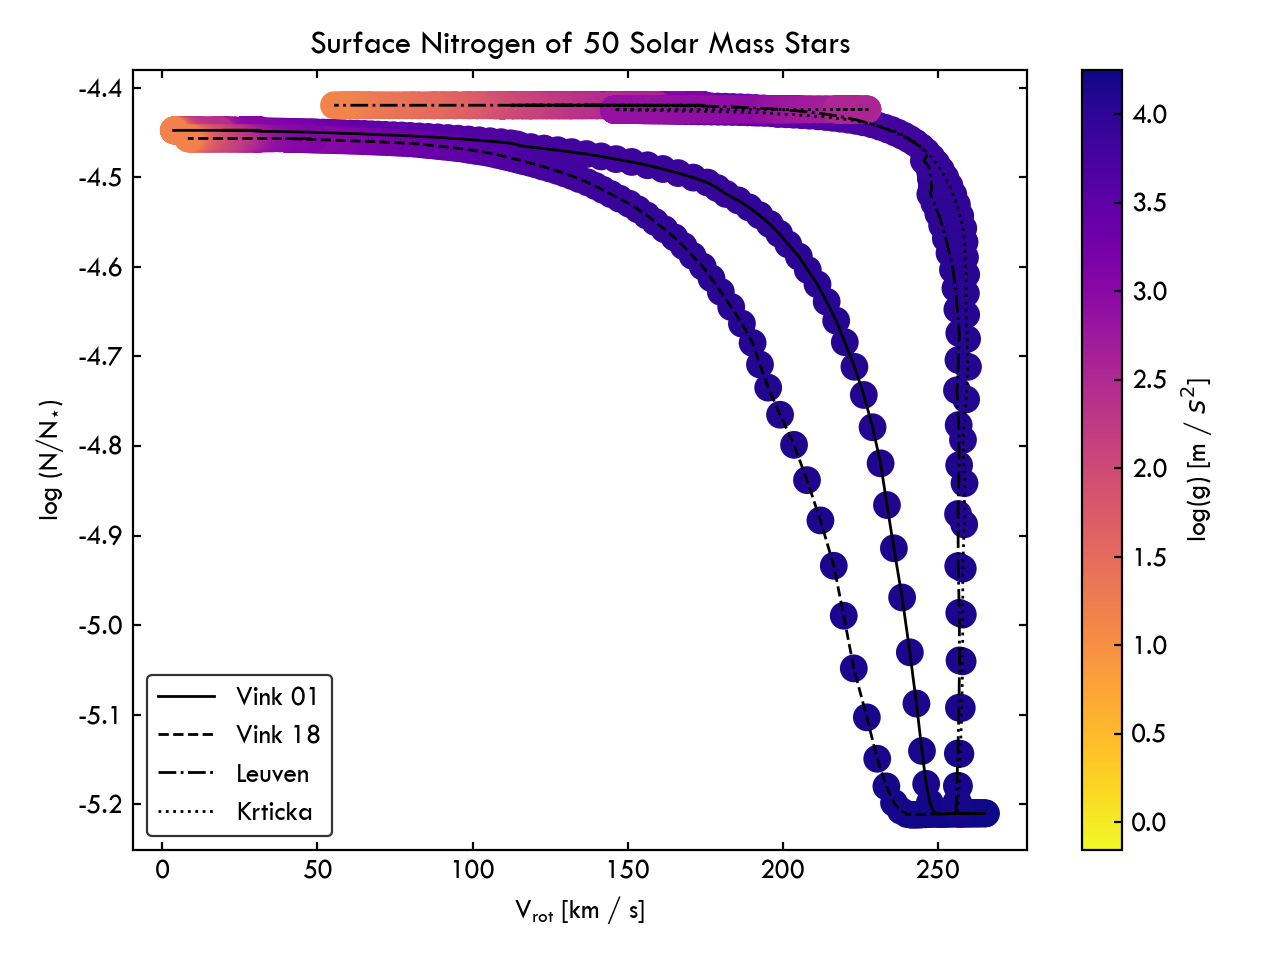 Surface Nitrogen of 50 Solar Mass Stars
-4.4
-4.5
-4.6
-4.7
-4.8
-4.9
-5.0
-5.1
-5.2
log (N/N⋆)
Vink 01
Vink 18
Leuven
Krticka
0 50 100 150 200 250
V_rot [km / s]
4.0
3.5
3.0
2.5
2.0
1.5
1.0
0.5
0.0
log(g) [m / s²]